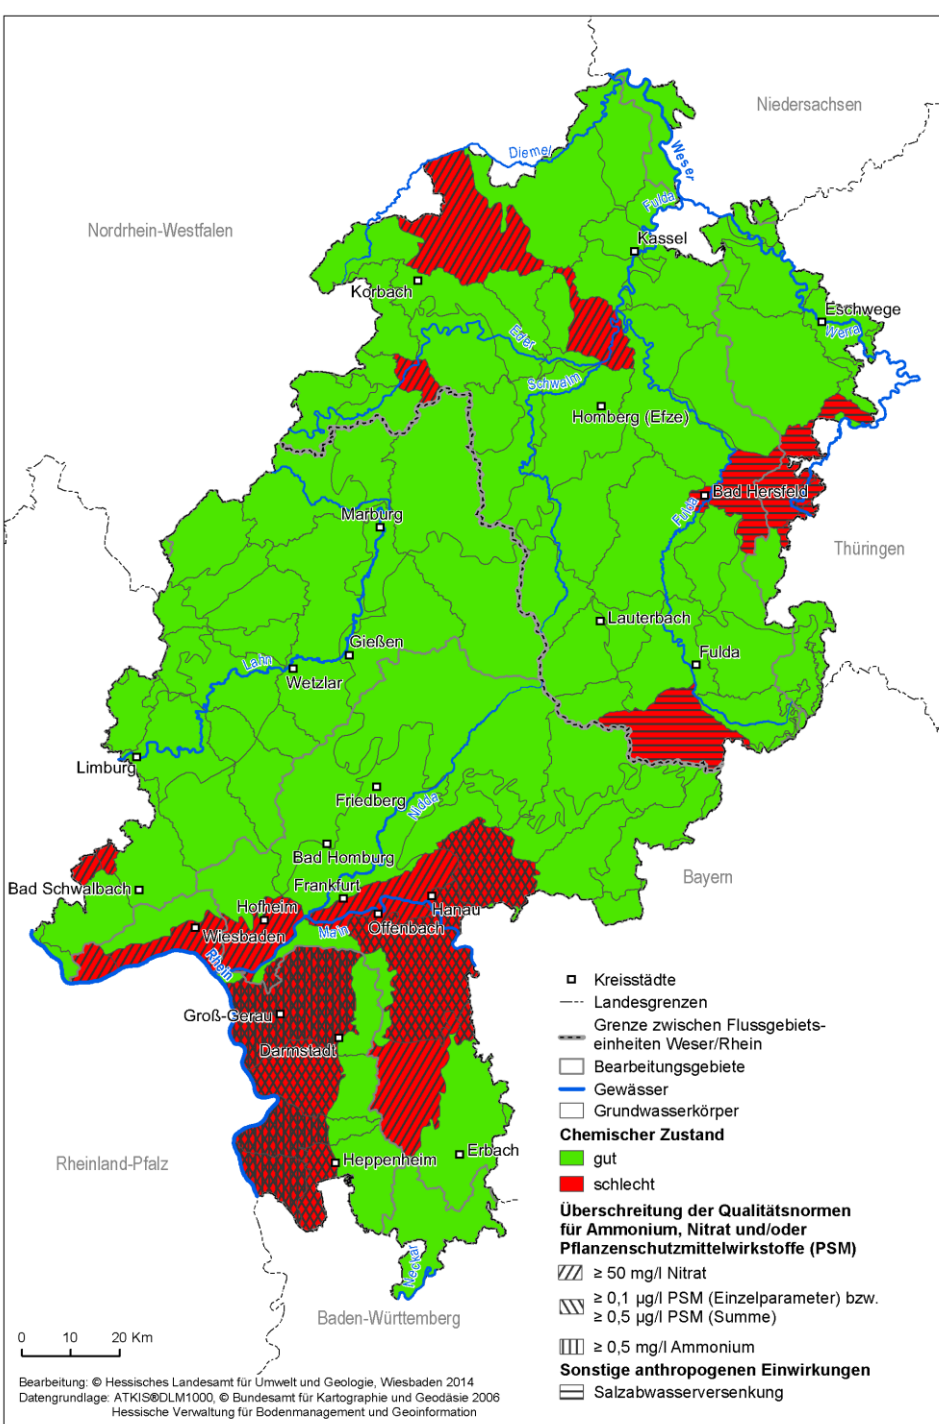 Niedersachsen
Diemel
Weser
Nordrhein-Westfalen
Fulda
Kassel
Korbach
Eschwege
Werra
Eder
Schwalm
Homberg (Efze)
Bad Hersfeld
Fulda
Marburg
Thüringen
Lauterbach
Gießen
Fulda
Lahn
Wetzlar
Limburg
Friedberg
Nidda
Bad Homburg
Bayern
Bad Schwalbach
Frankfurt
Hanau
Hofheim
Offenbach
Main
Wiesbaden
Rhein
Groß-Gerau
Darmstadt
Erbach
Rheinland-Pfalz
Heppenheim
Neckar
Baden-Württemberg
Kreisstädte
Landesgrenzen
Grenze zwischen Flussgebiets-
einheiten Weser/Rhein
Bearbeitungsgebiete
Gewässer
Grundwasserkörper
Chemischer Zustand
gut
schlecht
Überschreitung der Qualitätsnormen
für Ammonium, Nitrat und/oder
Pflanzenschutzmittelwirkstoffe (PSM)
≥ 50 mg/l Nitrat
≥ 0,1 µg/l PSM (Einzelparameter) bzw.
≥ 0,5 µg/l PSM (Summe)
≥ 0,5 mg/l Ammonium
Sonstige anthropogenen Einwirkungen
Salzabwasserversenkung
0 10 20 Km
Bearbeitung: © Hessisches Landesamt für Umwelt und Geologie, Wiesbaden 2014
Datengrundlage: ATKIS®DLM1000, © Bundesamt für Kartographie und Geodäsie 2006
Hessische Verwaltung für Bodenmanagement und Geoinformation